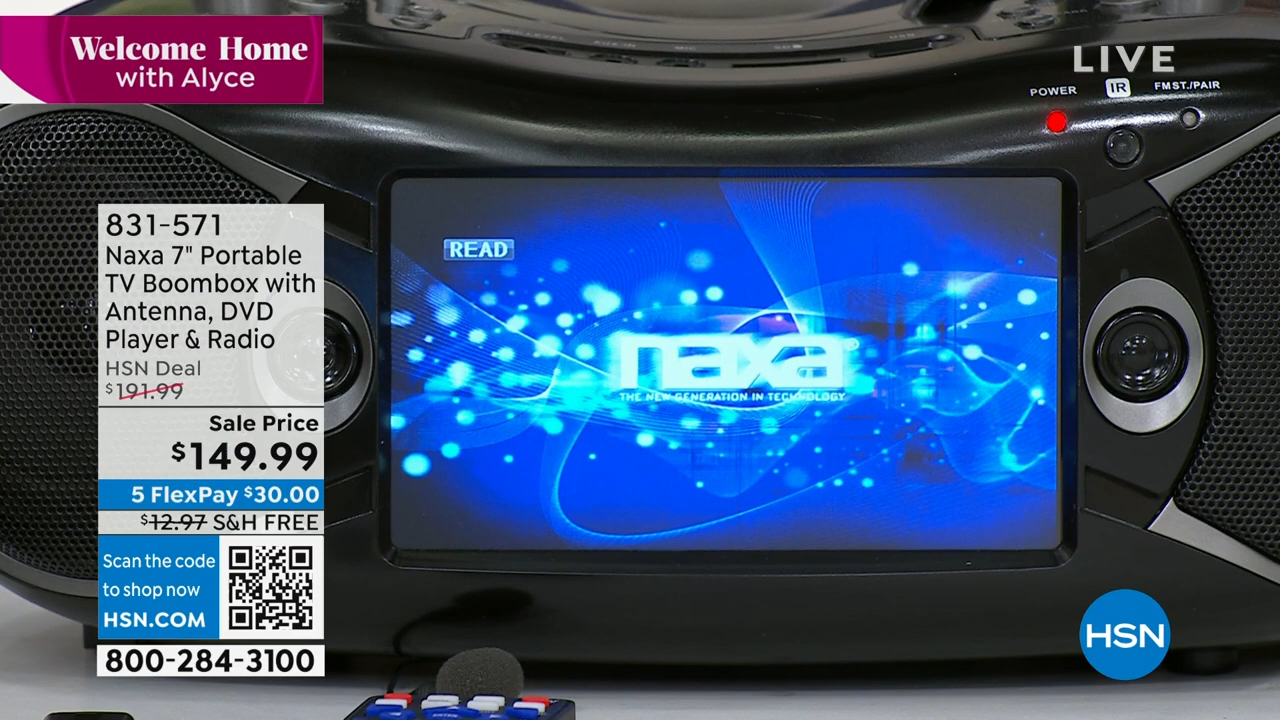 Welcome Home
with Alyce
LIVE
POWER
IR
FM ST./PAIR
831-571
Naxa 7" Portable
TV Boombox with
Antenna, DVD
Player & Radio
HSN Deal
$191.99
Sale Price
$149.99
5 FlexPay $30.00
$12.97 S&H FREE
Scan the code
to shop now
HSN.COM
800-284-3100
READ
naxa
THE NEW GENERATION IN TECHNOLOGY
HSN